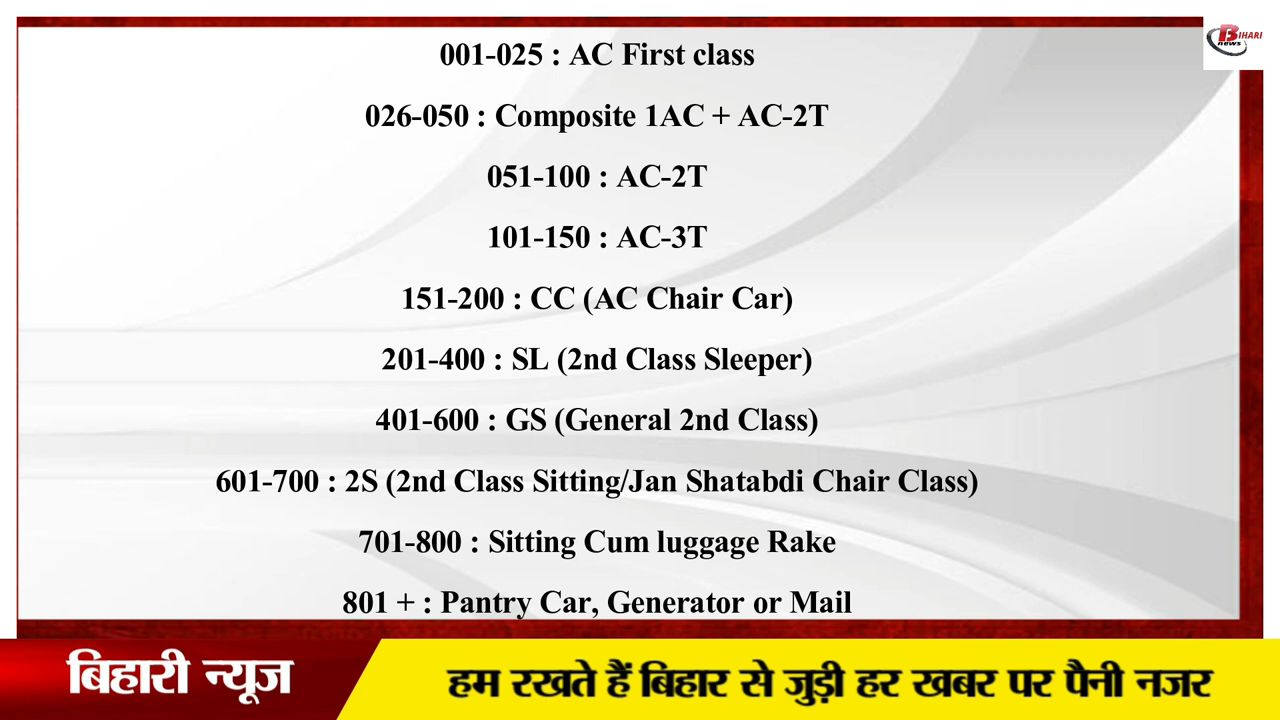 BIHARI
news
001-025 : AC First class
026-050 : Composite 1AC + AC-2T
051-100 : AC-2T
101-150 : AC-3T
151-200 : CC (AC Chair Car)
201-400 : SL (2nd Class Sleeper)
401-600 : GS (General 2nd Class)
601-700 : 2S (2nd Class Sitting/Jan Shatabdi Chair Class)
701-800 : Sitting Cum luggage Rake
801 + : Pantry Car, Generator or Mail
बिहारी न्यूज
हम रखते हैं बिहार से जुड़ी हर खबर पर पैनी नजर